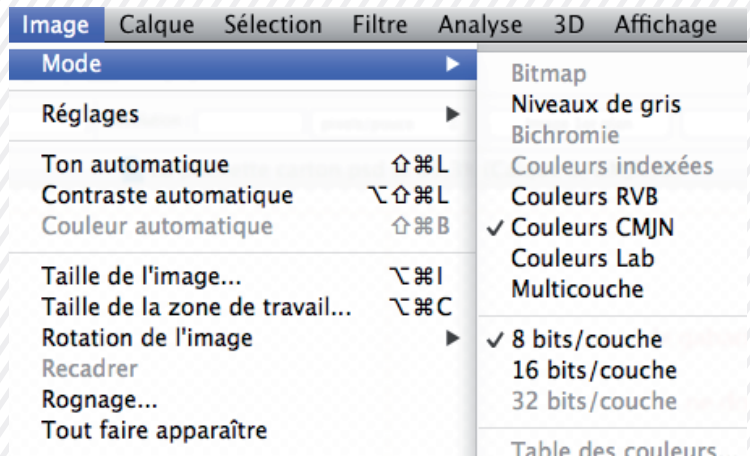 Image Calque Sélection Filtre Analyse 3D Affichage
Mode ▶
Réglages ▶
Ton automatique ⇧⌘L
Contraste automatique ⌥⇧⌘L
Couleur automatique ⇧⌘B
Taille de l'image... ⌥⌘I
Taille de la zone de travail... ⌥⌘C
Rotation de l'image ▶
Recadrer
Rognage...
Tout faire apparaître
Bitmap
Niveaux de gris
Bichromie
Couleurs indexées
Couleurs RVB
✓ Couleurs CMJN
Couleurs Lab
Multicouche
✓ 8 bits/couche
16 bits/couche
32 bits/couche
Table des couleurs...